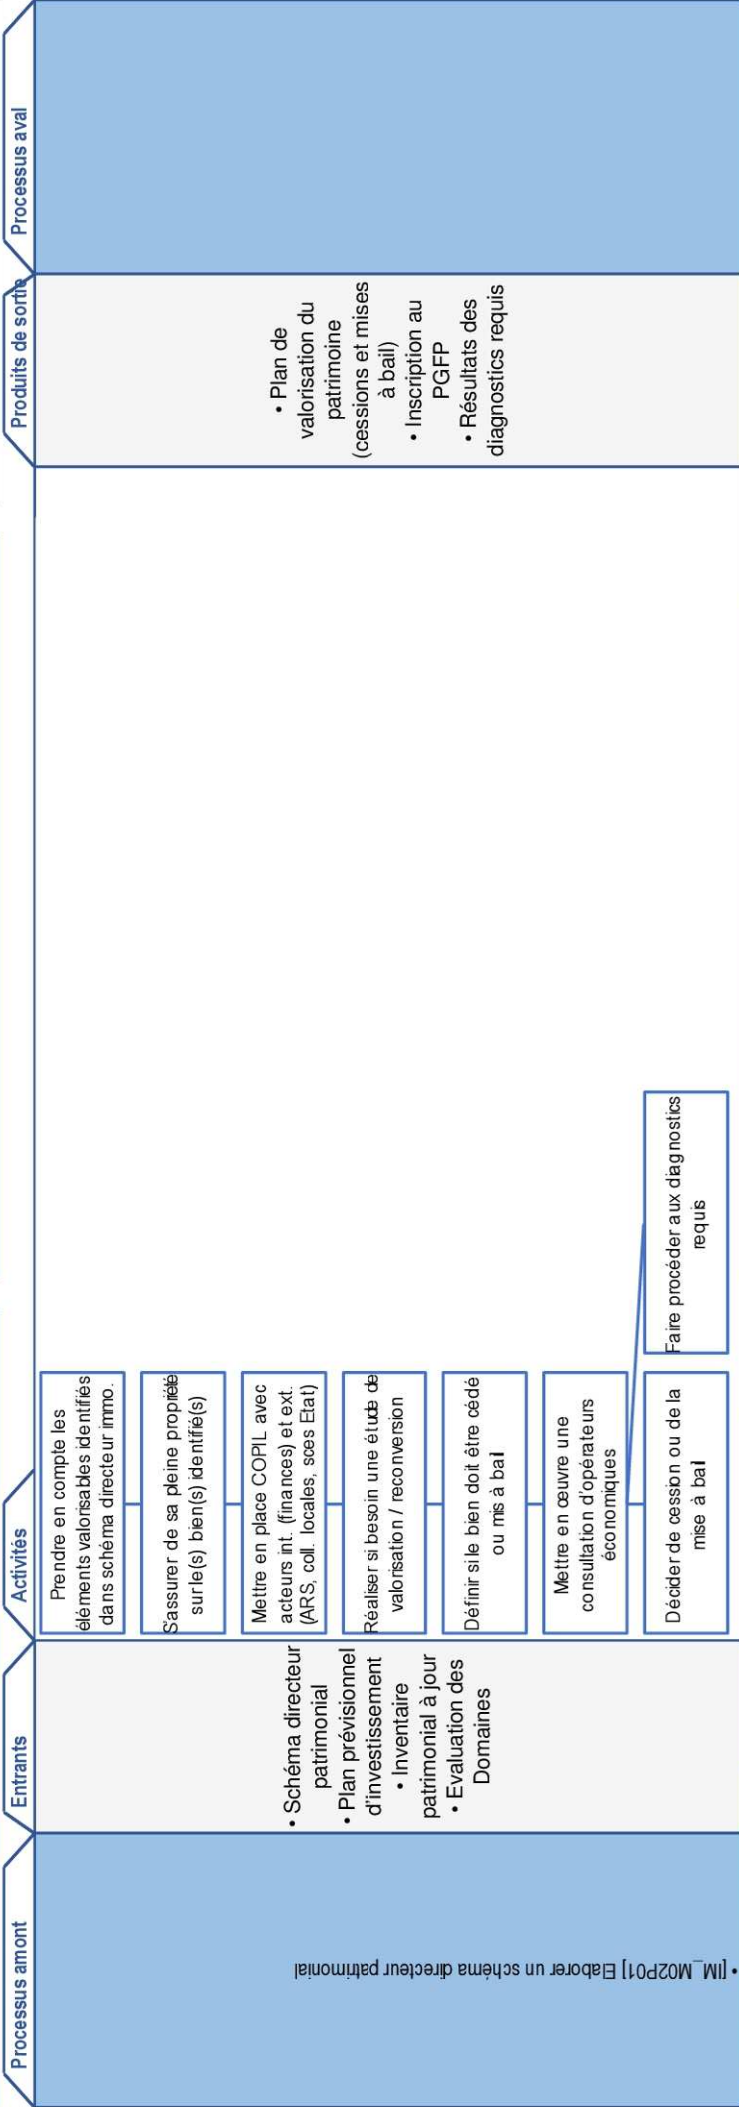 Processus amont
Entrants
Activités
Produits de sortie
Processus aval
• [IM_M02P01] Elaborer un schéma directeur patrimonial
• Schéma directeur
patrimonial
• Plan prévisionnel
d'investissement
• Inventaire
patrimonial à jour
• Evaluation des
Domaines
Prendre en compte les
éléments valorisables identifiés
dans schéma directeur immo.
S'assurer de sa pleine propriété
sur le(s) bien(s) identifié(s)
Mettre en place COPIL avec
acteurs int. (finances) et ext.
(ARS, coll. locales, sces Etat)
Réaliser si besoin une étude de
valorisation / reconversion
Définir si le bien doit être cédé
ou mis à bail
Mettre en œuvre une
consultation d'opérateurs
économiques
Décider de cession ou de la
mise à bail
Faire procéder aux diagnostics
requis
• Plan de
valorisation du
patrimoine
(cessions et mises
à bail)
• Inscription au
PGFP
• Résultats des
diagnostics requis